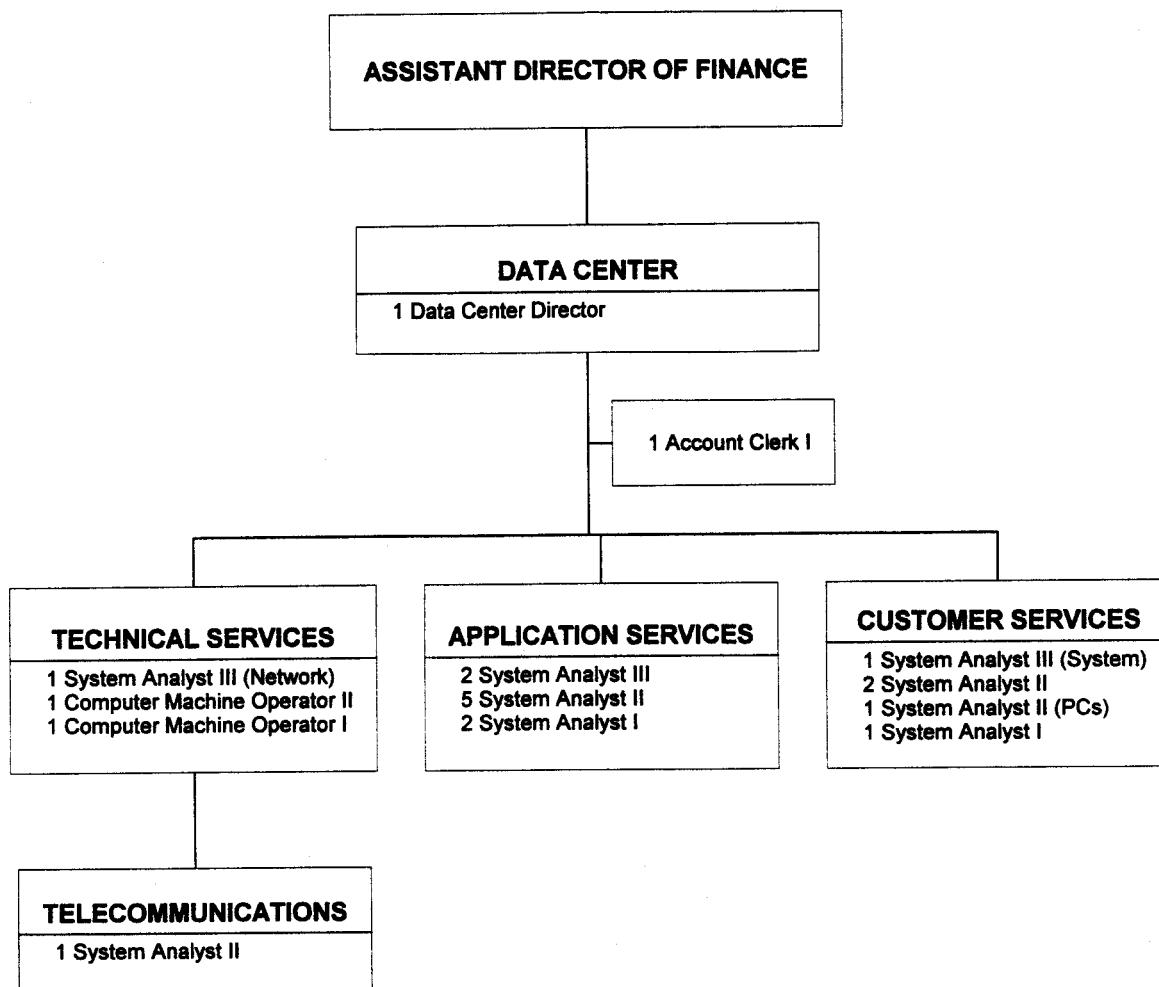 ASSISTANT DIRECTOR OF FINANCE
DATA CENTER
1 Data Center Director
1 Account Clerk I
TECHNICAL SERVICES
1 System Analyst III (Network)
1 Computer Machine Operator II
1 Computer Machine Operator I
APPLICATION SERVICES
2 System Analyst III
5 System Analyst II
2 System Analyst I
CUSTOMER SERVICES
1 System Analyst III (System)
2 System Analyst II
1 System Analyst II (PCs)
1 System Analyst I
TELECOMMUNICATIONS
1 System Analyst II